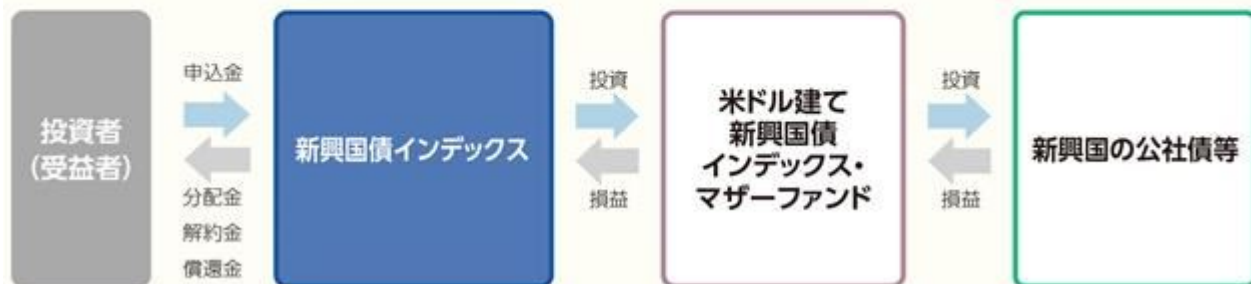 投資者
(受益者)
申込金
分配金
解約金
償還金
新興国債インデックス
投資
損益
米ドル建て
新興国債
インデックス・
マザーファンド
投資
損益
新興国の公社債等